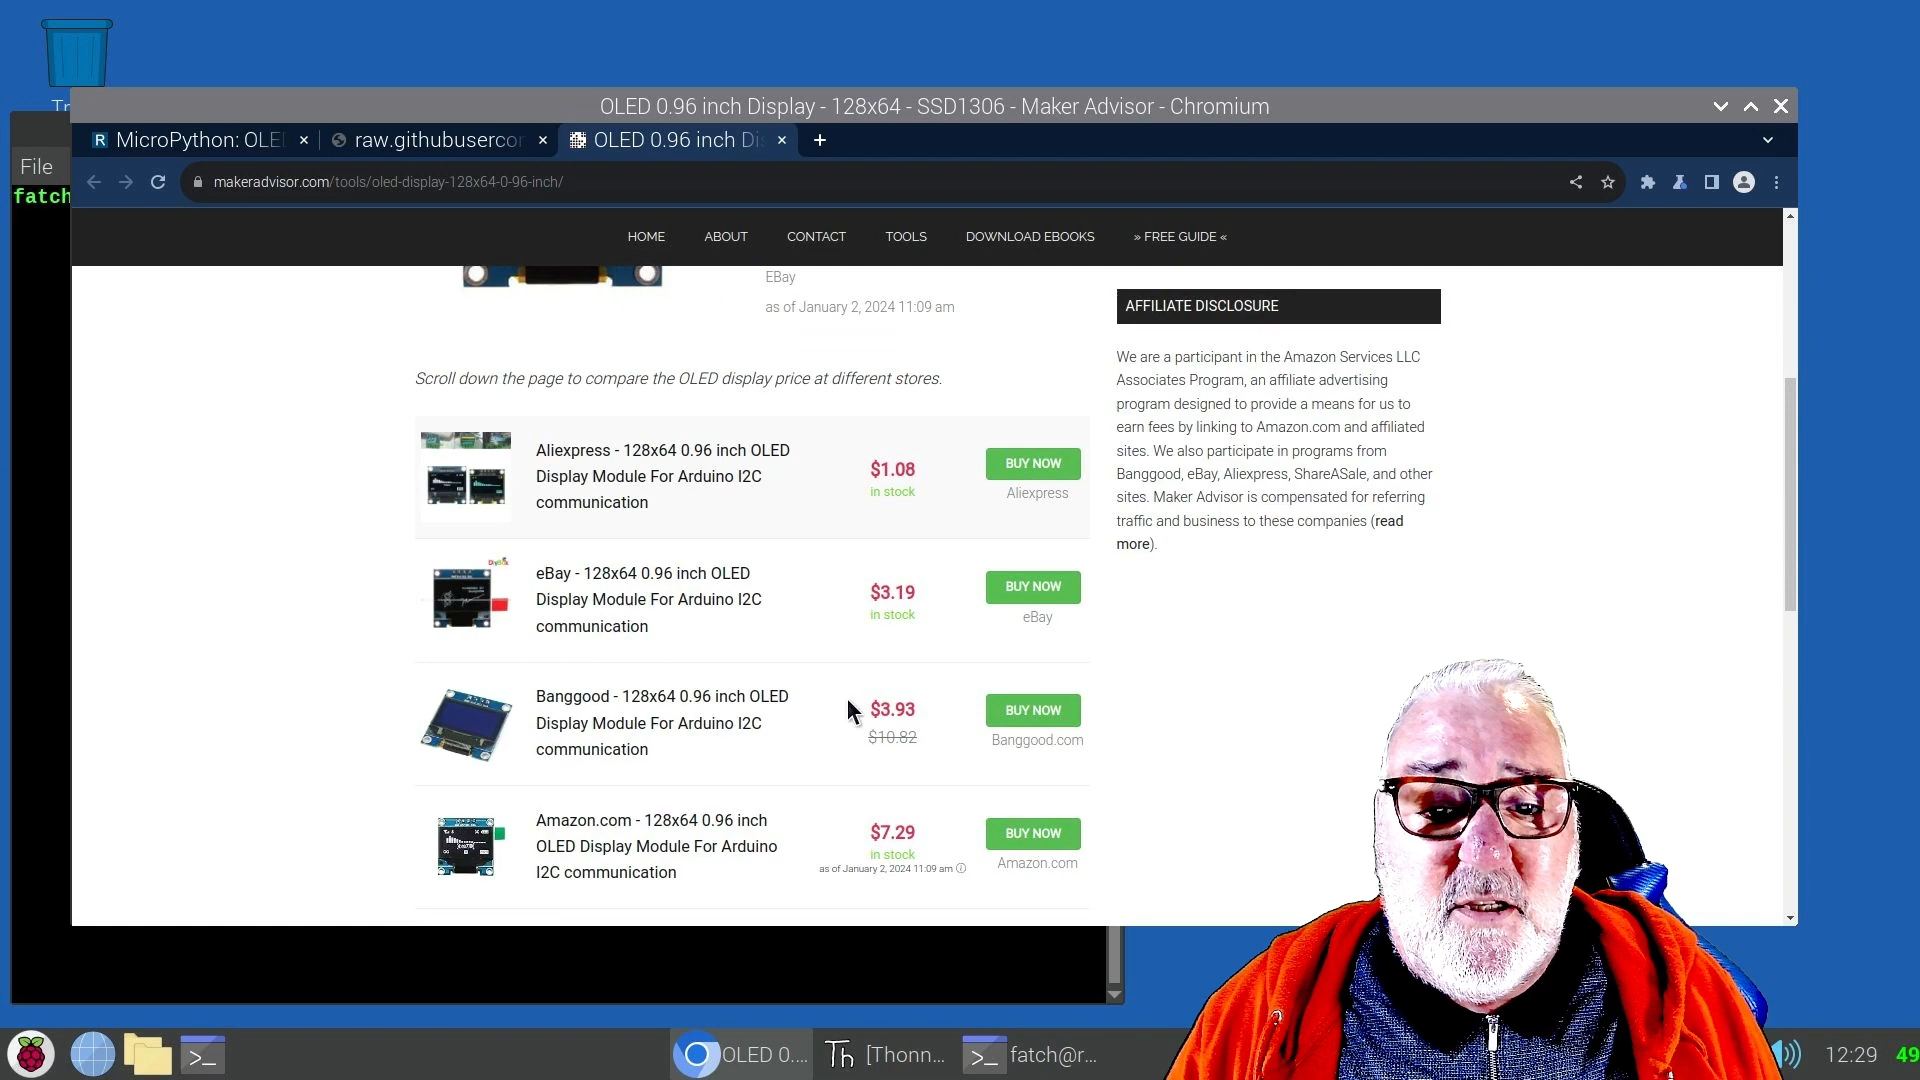 Tr
OLED 0.96 inch Display - 128x64 - SSD1306 - Maker Advisor - Chromium
MicroPython: OLE
raw.githubusercor
OLED 0.96 inch Di
File
makeradvisor.com/tools/oled-display-128x64-0-96-inch/
fatch
HOME ABOUT CONTACT TOOLS DOWNLOAD EBOOKS » FREE GUIDE «
EBay
as of January 2, 2024 11:09 am
Scroll down the page to compare the OLED display price at different stores.
Aliexpress - 128x64 0.96 inch OLED
Display Module For Arduino I2C
communication
$1.08
in stock
BUY NOW
Aliexpress
eBay - 128x64 0.96 inch OLED
Display Module For Arduino I2C
communication
$3.19
in stock
BUY NOW
eBay
Banggood - 128x64 0.96 inch OLED
Display Module For Arduino I2C
communication
$3.93
$10.82
BUY NOW
Banggood.com
Amazon.com - 128x64 0.96 inch
OLED Display Module For Arduino
I2C communication
$7.29
in stock
as of January 2, 2024 11:09 am
BUY NOW
Amazon.com
AFFILIATE DISCLOSURE
We are a participant in the Amazon Services LLC
Associates Program, an affiliate advertising
program designed to provide a means for us to
earn fees by linking to Amazon.com and affiliated
sites. We also participate in programs from
Banggood, eBay, Aliexpress, ShareASale, and other
sites. Maker Advisor is compensated for referring
traffic and business to these companies (read
more).
OLED 0....
Th [Thonn...
fatch@r...
12:29
49